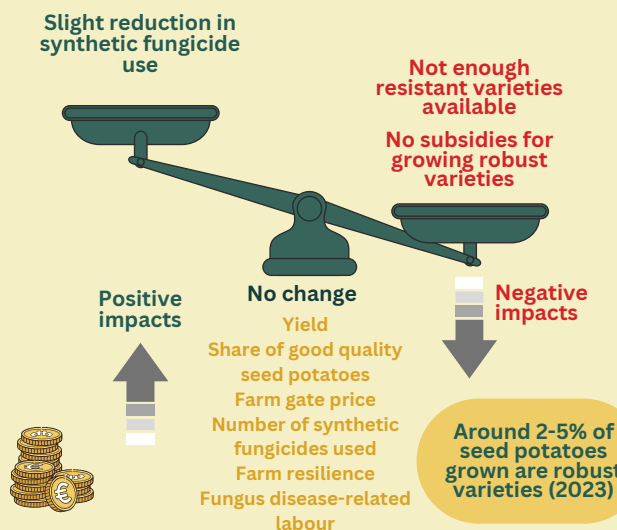 Slight reduction in
synthetic fungicide
use
Not enough
resistant varieties
available
No subsidies for
growing robust
varieties
Positive
impacts
No change
Yield
Share of good quality
seed potatoes
Farm gate price
Number of synthetic
fungicides used
Farm resilience
Fungus disease-related
labour
Negative
impacts
Around 2-5% of
seed potatoes
grown are robust
varieties (2023)
€
€